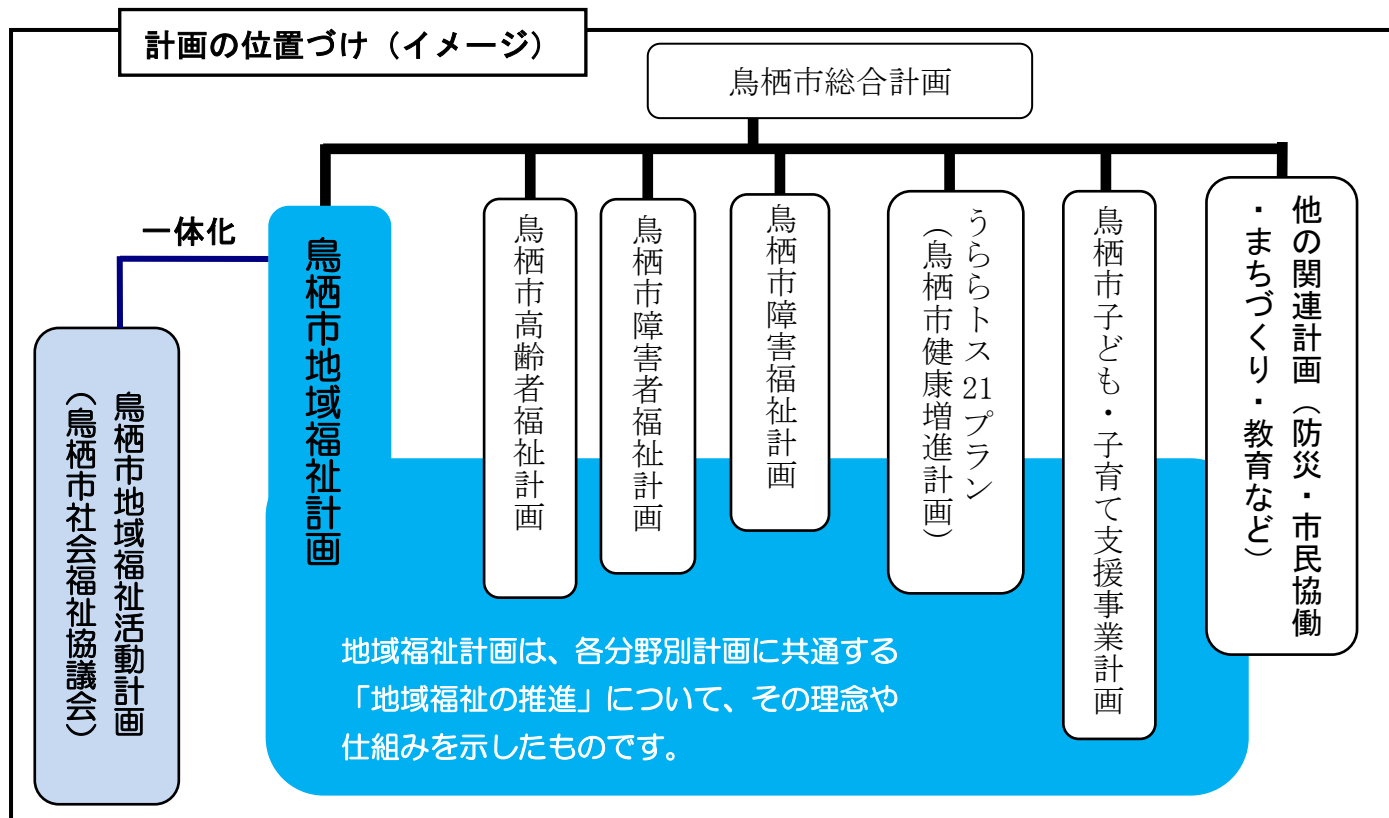 計画の位置づけ（イメージ）
鳥栖市総合計画
一体化
鳥栖市地域福祉活動計画
（鳥栖市社会福祉協議会）
鳥栖市地域福祉計画
鳥栖市高齢者福祉計画
鳥栖市障害者福祉計画
鳥栖市障害福祉計画
うららトス21プラン
（鳥栖市健康増進計画）
鳥栖市子ども・子育て支援事業計画
他の関連計画（防災・市民協働
・まちづくり・教育など）
地域福祉計画は、各分野別計画に共通する
「地域福祉の推進」について、その理念や
仕組みを示したものです。